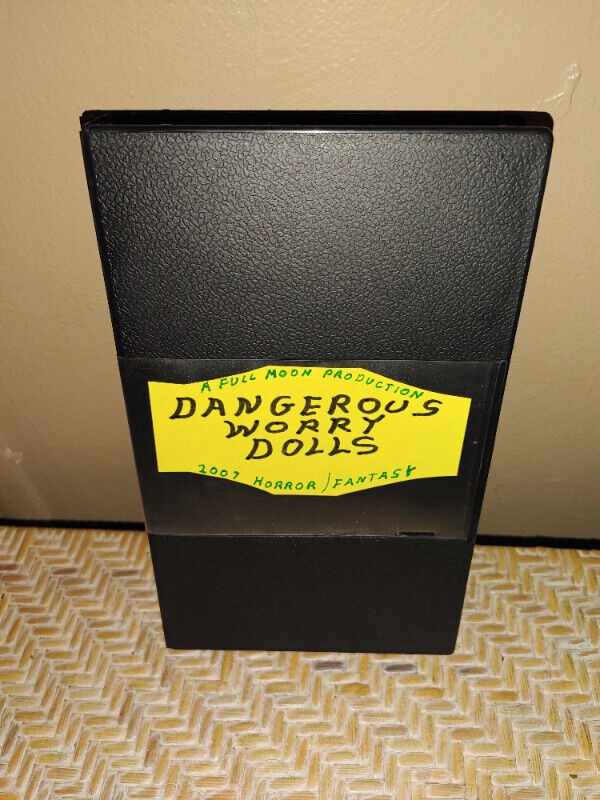 A FULL MOON PRODUCTION
DANGEROUS
WORRY
DOLLS
2007 HORROR/FANTASY